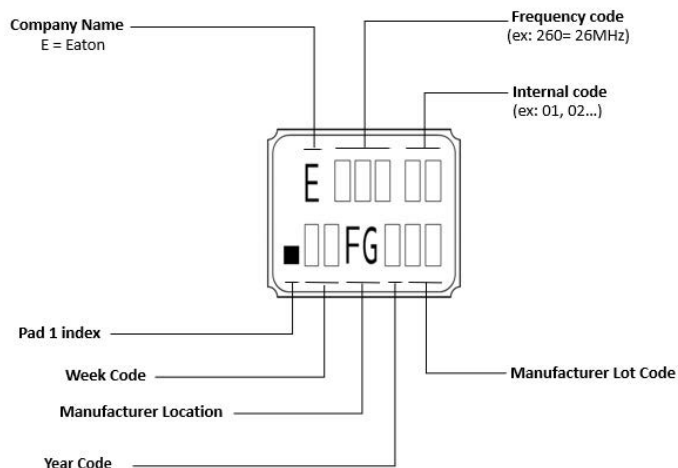 Company Name
E = Eaton
Frequency code
(ex: 260= 26MHz)
Internal code
(ex: 01, 02...)
E
FG
Pad 1 index
Week Code
Manufacturer Lot Code
Manufacturer Location
Year Code